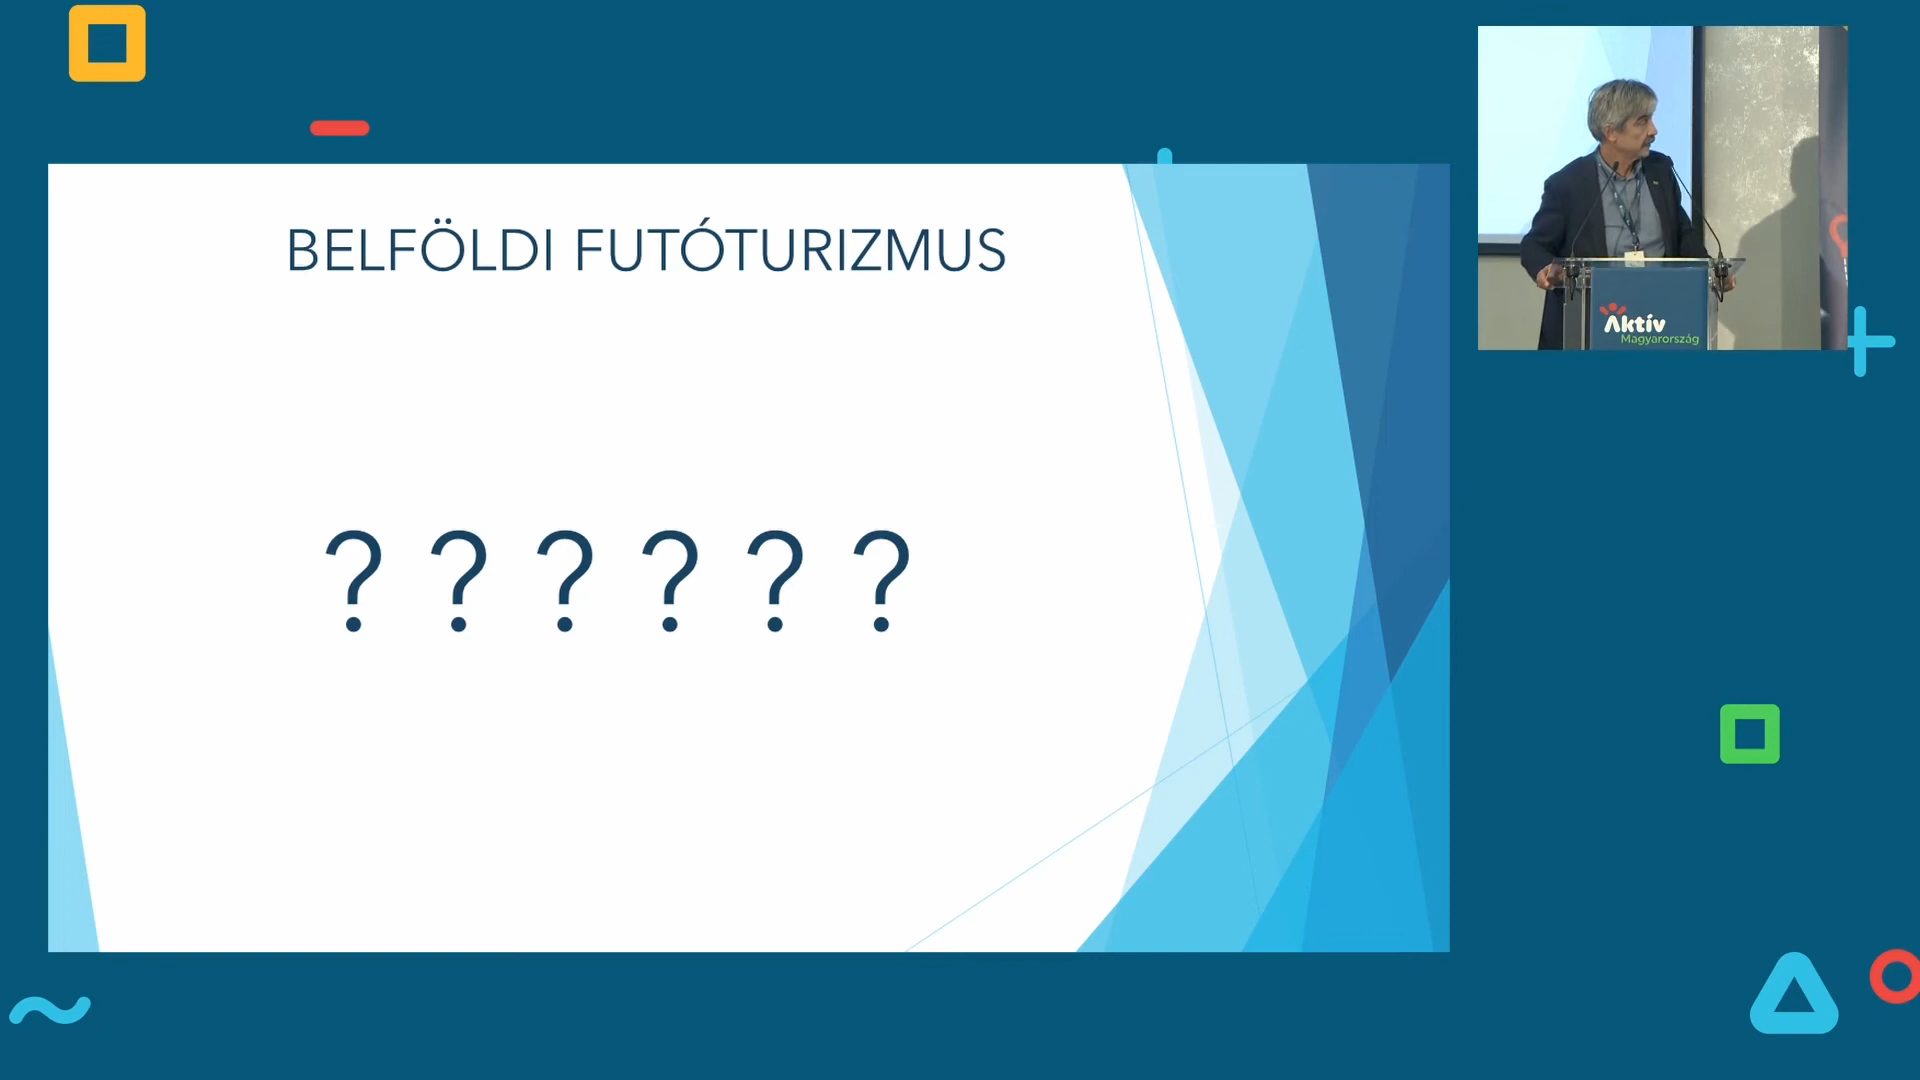 BELFÖLDI FUTÓTURIZMUS
? ? ? ? ? ?
Aktív
Magyarország